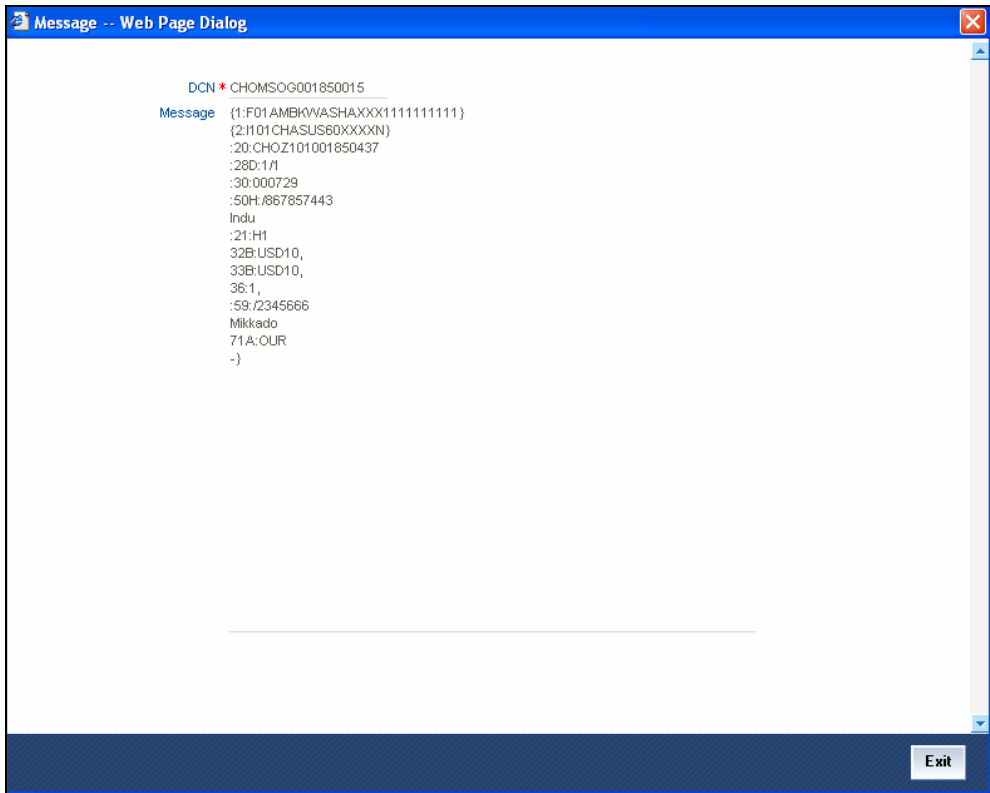 Message -- Web Page Dialog
DCN * CHOMSOG001850015
Message {1:F01AMBKWASHAXXX1111111111}
{2:I101CHASUS60XXXXN}
:20:CHOZ101001850437
:28D:1/1
:30:000729
:50H:/867857443
Indu
:21:H1
32B:USD10,
33B:USD10,
36:1,
:59:/2345666
Mikkado
71A:OUR
-}
Exit